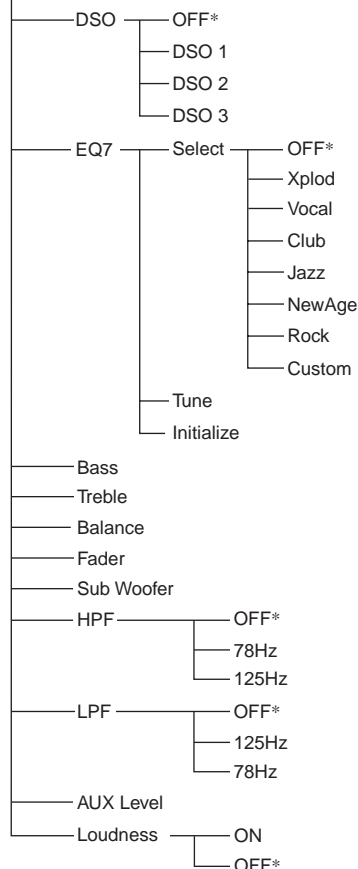 DSO OFF*
DSO 1
DSO 2
DSO 3
EQ7 Select OFF*
Xplod
Vocal
Club
Jazz
NewAge
Rock
Custom
Tune
Initialize
Bass
Treble
Balance
Fader
Sub Woofer
HPF OFF*
78Hz
125Hz
LPF OFF*
125Hz
78Hz
AUX Level
Loudness ON
OFF*